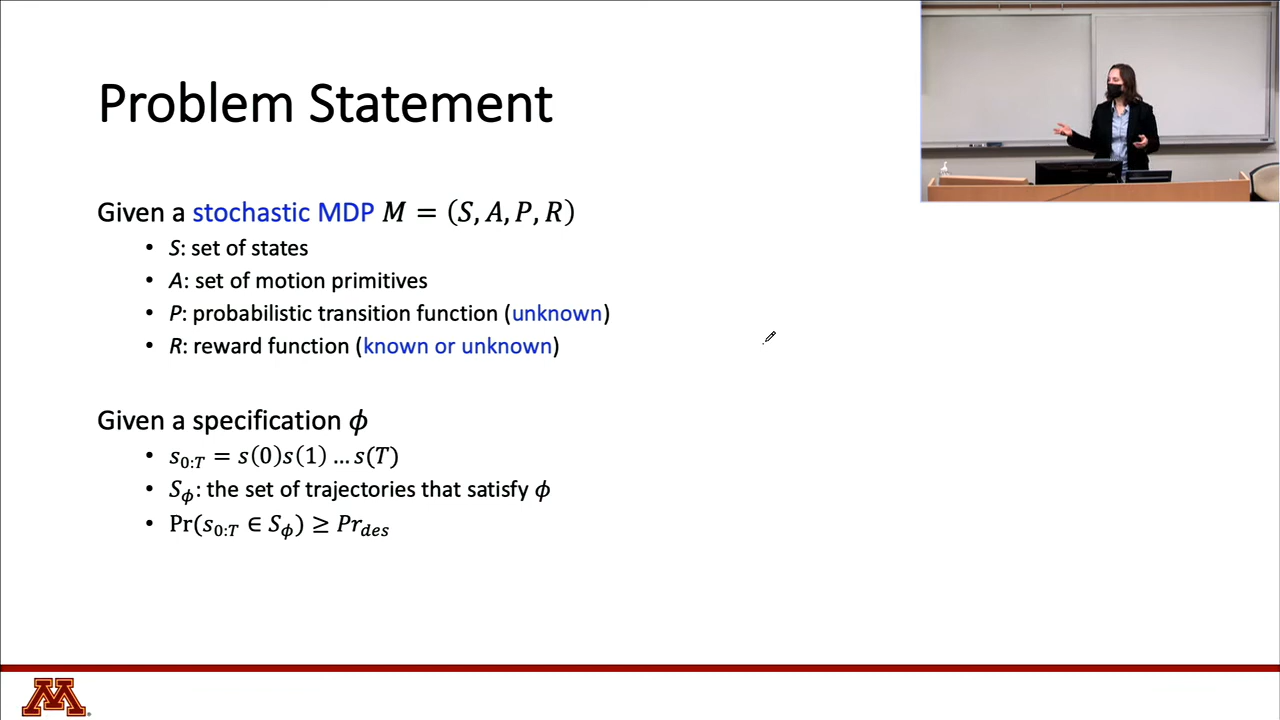 Problem Statement
Given a stochastic MDP M = (S, A, P, R)
• S: set of states
• A: set of motion primitives
• P: probabilistic transition function (unknown)
• R: reward function (known or unknown)
Given a specification ϕ
• s₀:T = s(0)s(1) … s(T)
• Sϕ: the set of trajectories that satisfy ϕ
• Pr(s₀:T ∈ Sϕ) ≥ Pr_des
M